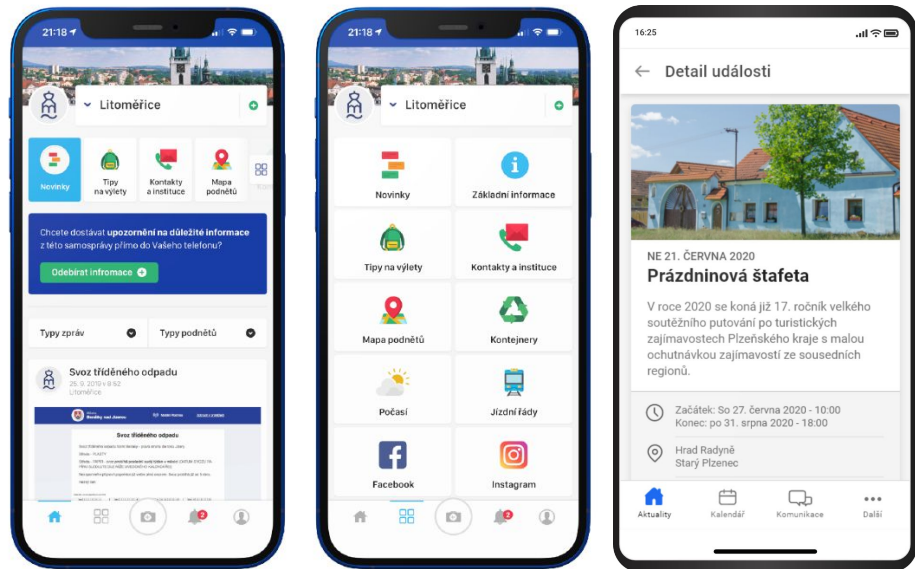 21:18
Litoměřice
Novinky
Tipy
na výlety
Kontakty
a instituce
Mapa
podnětů
Chcete dostávat upozornění na důležité informace
z této samosprávy přímo do Vašeho telefonu?
Odebírat infromace
Typy zpráv
Typy podnětů
Svoz tříděného odpadu
25. 9. 2019 v 8:52
Litoměřice
Svoz tříděného odpadu
2
21:18
Litoměřice
Novinky
Základní informace
Tipy na výlety
Kontakty a instituce
Mapa podnětů
Kontejnery
Počasí
Jízdní řády
Facebook
Instagram
2
16:25
Detail události
NE 21. ČERVNA 2020
Prázdninová štafeta
V roce 2020 se koná již 17. ročník velkého
soutěžního putování po turistických
zajímavostech Plzeňského kraje s malou
ochutnávkou zajímavostí ze sousedních
regionů.
Začátek: So 27. června 2020 - 10:00
Konec: po 31. srpna 2020 - 18:00
Hrad Radyně
Starý Plzenec
Aktuality
Kalendář
Komunikace
Další